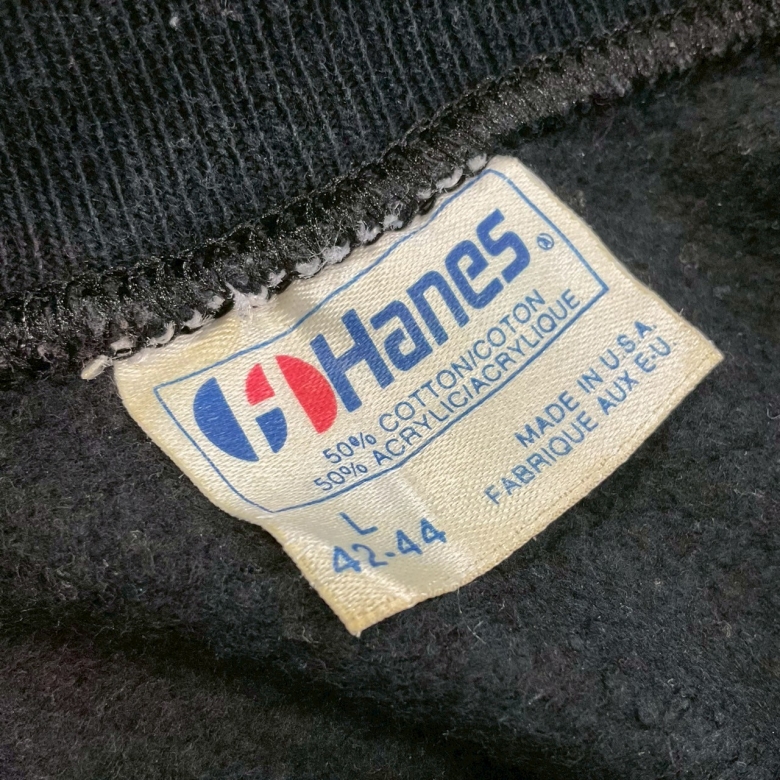 Hanes®
50% COTTON/COTON
50% ACRYLIC/ACRYLIQUE
L
42-44
MADE IN U.S.A.
FABRIQUE AUX E-U